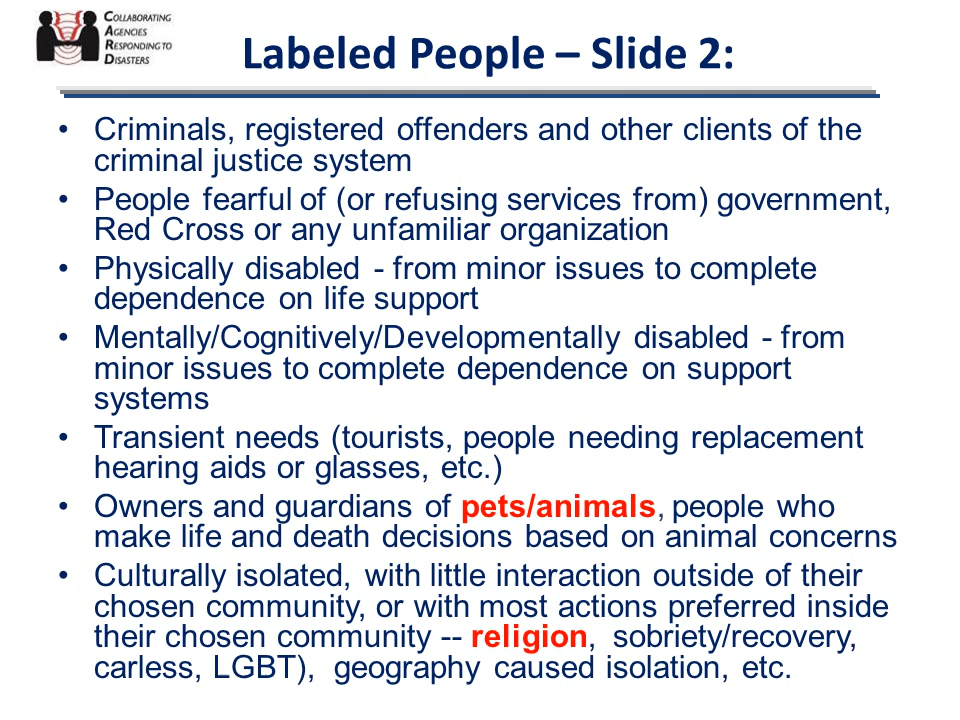 COLLABORATING
AGENCIES
RESPONDING TO
DISASTERS
Labeled People – Slide 2:
• Criminals, registered offenders and other clients of the
criminal justice system
• People fearful of (or refusing services from) government,
Red Cross or any unfamiliar organization
• Physically disabled - from minor issues to complete
dependence on life support
• Mentally/Cognitively/Developmentally disabled - from
minor issues to complete dependence on support
systems
• Transient needs (tourists, people needing replacement
hearing aids or glasses, etc.)
• Owners and guardians of pets/animals, people who
make life and death decisions based on animal concerns
• Culturally isolated, with little interaction outside of their
chosen community, or with most actions preferred inside
their chosen community -- religion, sobriety/recovery,
carless, LGBT), geography caused isolation, etc.